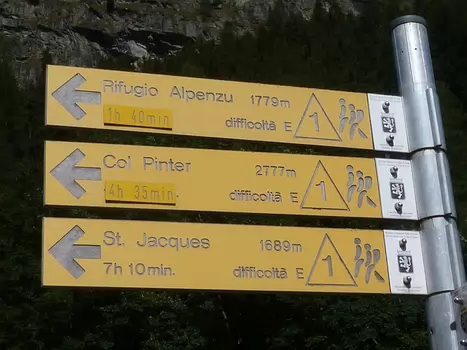 Rifugio Alpenzu 1779m
1h 40min. difficoltà E 1
Col Pinter 2777m
4h 35min. difficoltà E 1
St. Jacques 1689m
7h 10min. difficoltà E 1